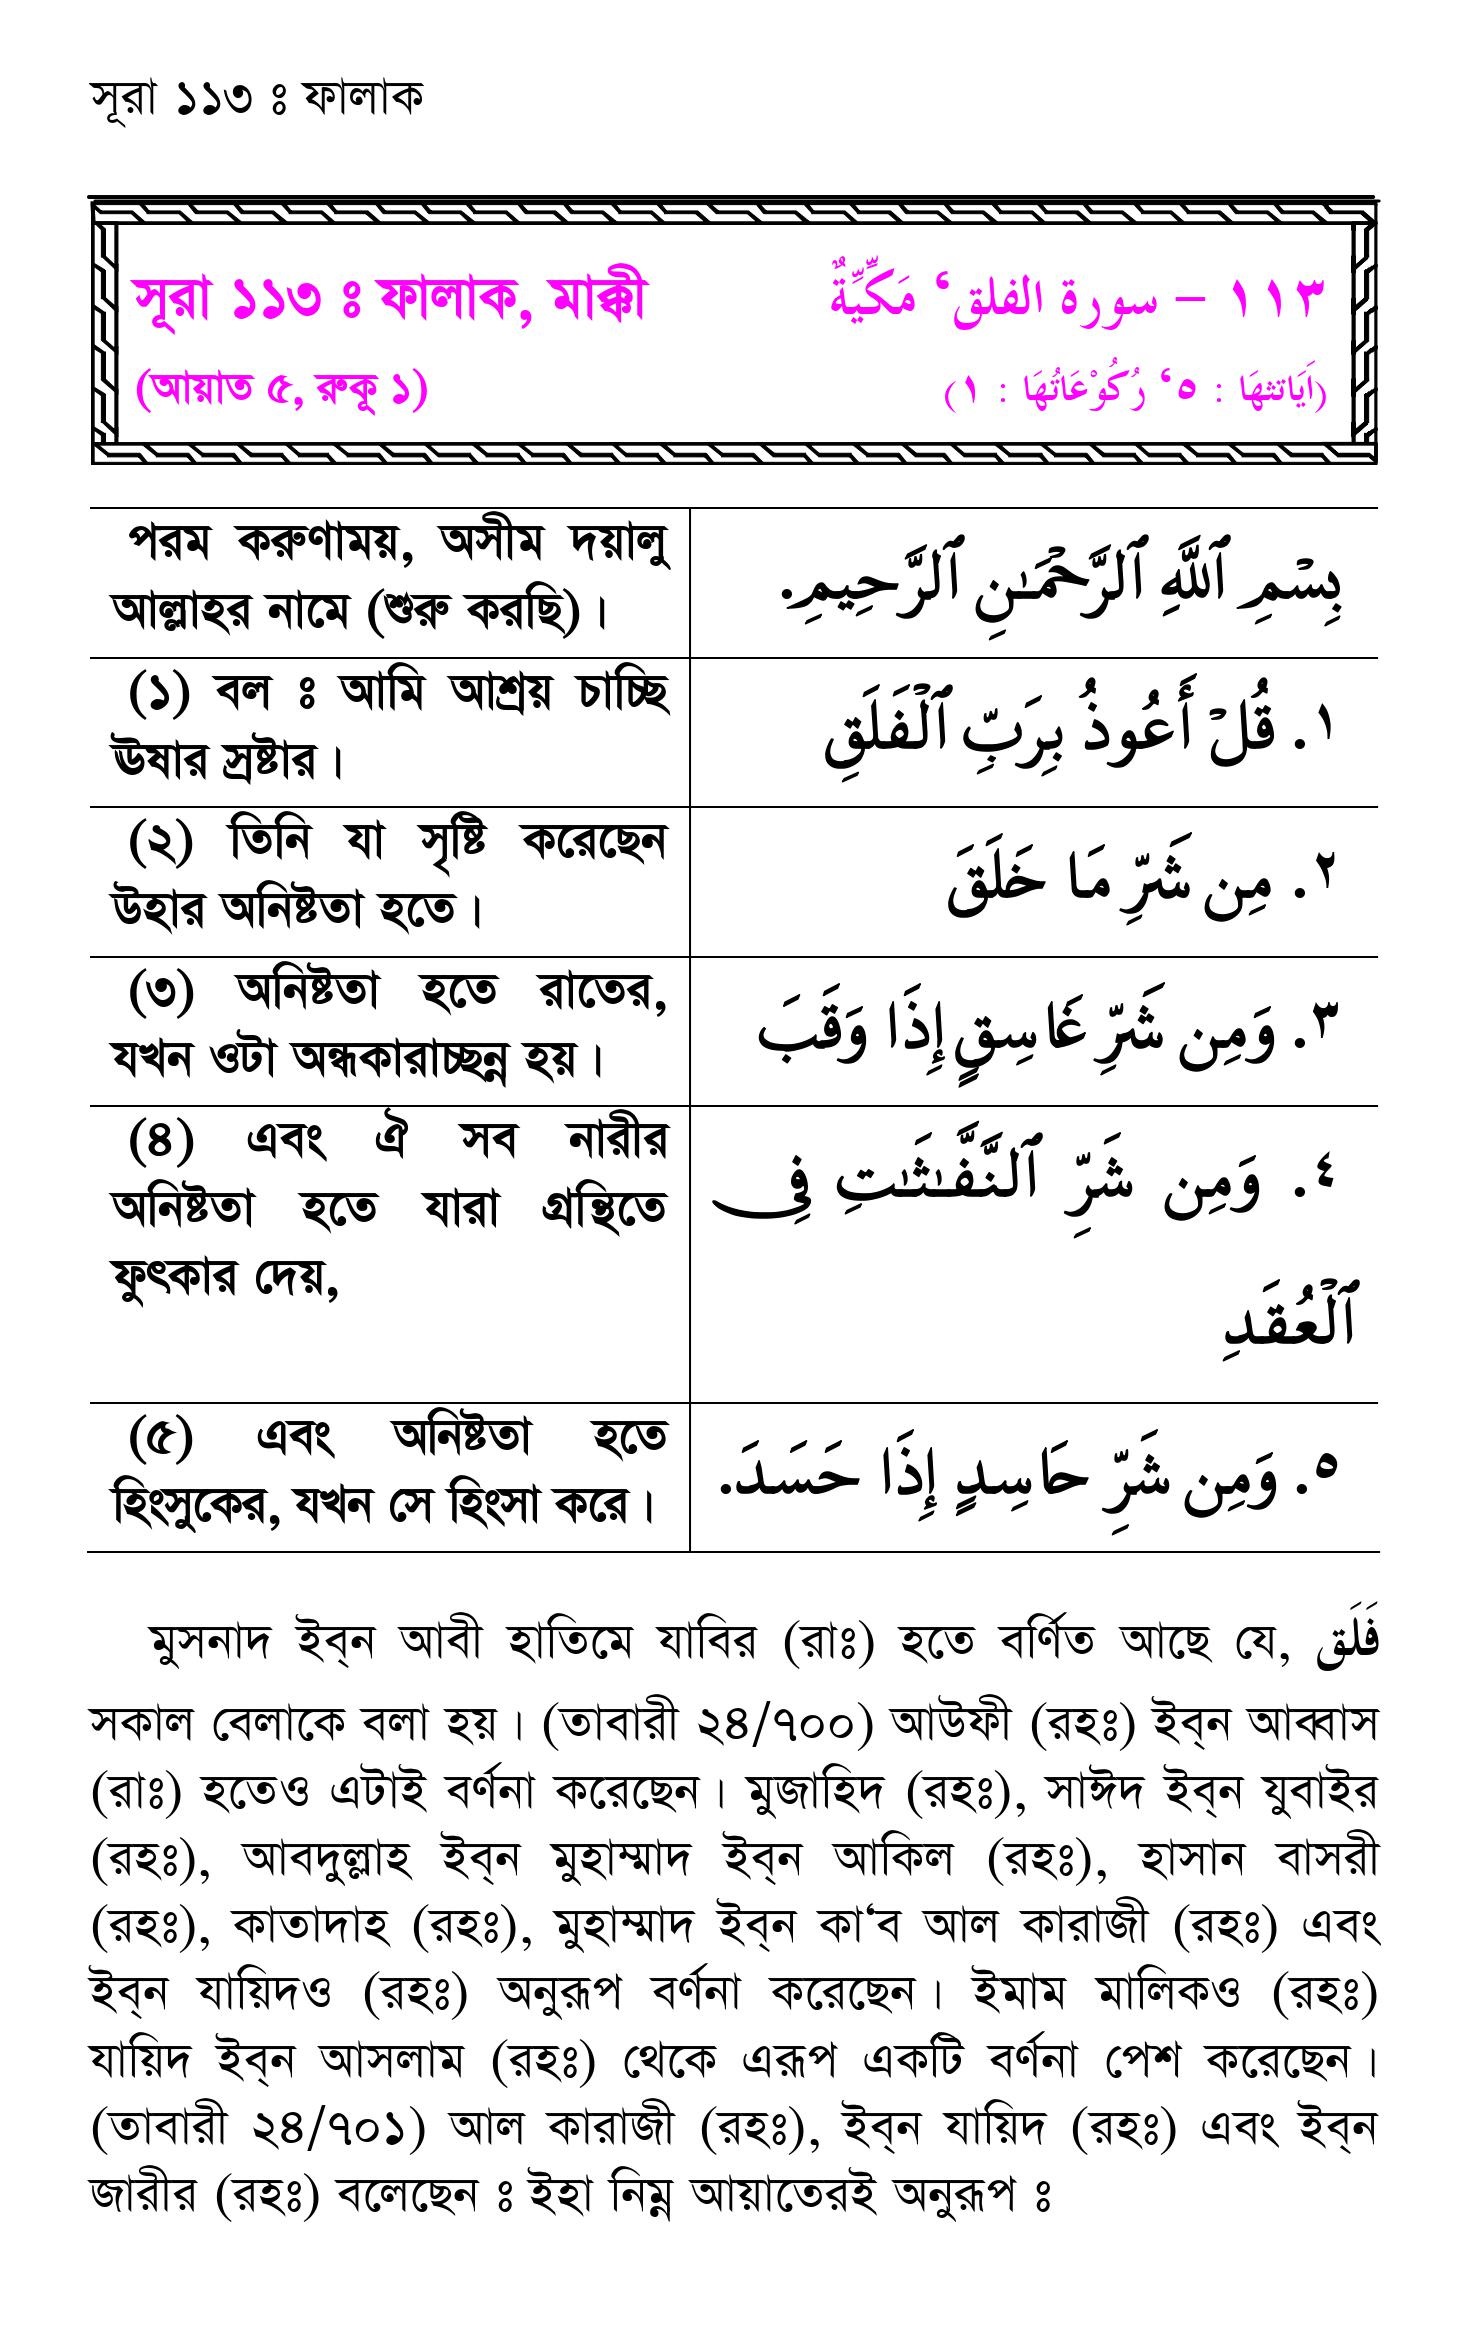 সূরা ১১৩ ঃ ফালাক
সূরা ১১৩ ঃ ফালাক, মাক্কী
١١٣ – سورة الفلق‘ مَكِّيَّةٌ
(আয়াত ৫, রুকূ ১)
(اَيَاتثهَا : ٥‘ رُكُوْعَاتُهَا : ١)
পরম করুণাময়, অসীম দয়ালু
আল্লাহর নামে (শুরু করছি)।
بِسْمِ ٱللَّهِ ٱلرَّحْمَـٰنِ ٱلرَّحِيمِ.
(১) বল ঃ আমি আশ্রয় চাচ্ছি
ঊষার স্রষ্টার।
١. قُلْ أَعُوذُ بِرَبِّ ٱلْفَلَقِ
(২) তিনি যা সৃষ্টি করেছেন
উহার অনিষ্টতা হতে।
٢. مِن شَرِّ مَا خَلَقَ
(৩) অনিষ্টতা হতে রাতের,
যখন ওটা অন্ধকারাচ্ছন্ন হয়।
٣. وَمِن شَرِّ غَاسِقٍ إِذَا وَقَبَ
(৪) এবং ঐ সব নারীর
অনিষ্টতা হতে যারা গ্রন্থিতে
ফুৎকার দেয়,
٤. وَمِن شَرِّ ٱلنَّفَّـٰثَـٰتِ فِى
ٱلْعُقَدِ
(৫) এবং অনিষ্টতা হতে
হিংসুকের, যখন সে হিংসা করে।
٥. وَمِن شَرِّ حَاسِدٍ إِذَا حَسَدَ.
মুসনাদ ইব্ন আবী হাতিমে যাবির (রাঃ) হতে বর্ণিত আছে যে, فَلَق
সকাল বেলাকে বলা হয়। (তাবারী ২৪/৭০০) আউফী (রহঃ) ইব্ন আব্বাস
(রাঃ) হতেও এটাই বর্ণনা করেছেন। মুজাহিদ (রহঃ), সাঈদ ইব্ন যুবাইর
(রহঃ), আবদুল্লাহ ইব্ন মুহাম্মাদ ইব্ন আকিল (রহঃ), হাসান বাসরী
(রহঃ), কাতাদাহ (রহঃ), মুহাম্মাদ ইব্ন কা‘ব আল কারাজী (রহঃ) এবং
ইব্ন যায়িদও (রহঃ) অনুরূপ বর্ণনা করেছেন। ইমাম মালিকও (রহঃ)
যায়িদ ইব্ন আসলাম (রহঃ) থেকে এরূপ একটি বর্ণনা পেশ করেছেন।
(তাবারী ২৪/৭০১) আল কারাজী (রহঃ), ইব্ন যায়িদ (রহঃ) এবং ইব্ন
জারীর (রহঃ) বলেছেন ঃ ইহা নিম্ন আয়াতেরই অনুরূপ ঃ